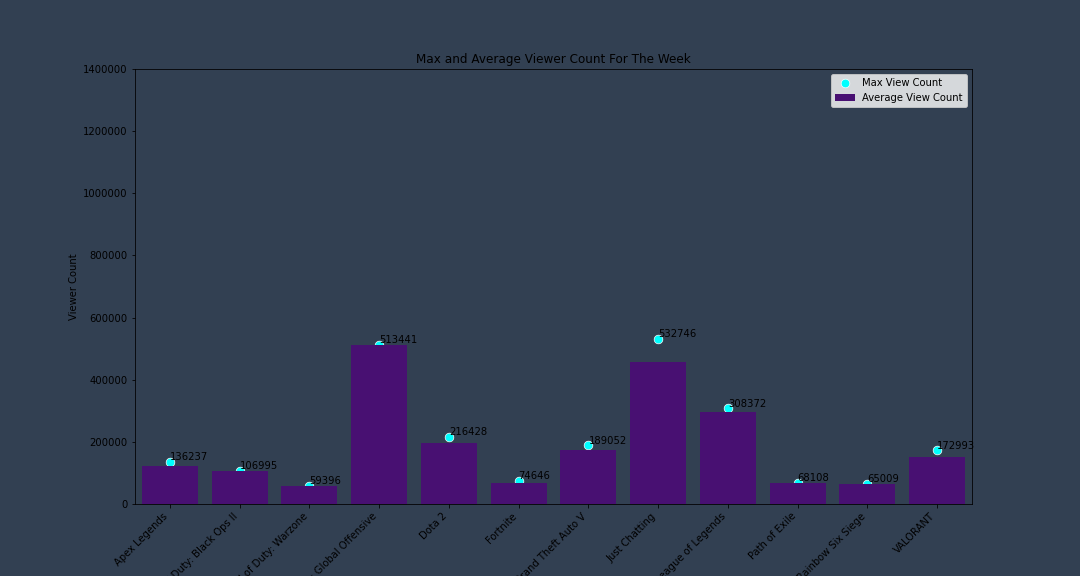 Max and Average Viewer Count For The Week
Max View Count
Average View Count
1400000
1200000
1000000
800000
600000
400000
200000
0
Viewer Count
136237
106995
59396
513441
216428
74646
189052
532746
308372
68108
65009
172993
Apex Legends
Duty: Black Ops II
of Duty: Warzone
Global Offensive
Dota 2
Fortnite
rand Theft Auto V
Just Chatting
ague of Legends
Path of Exile
Rainbow Six Siege
VALORANT